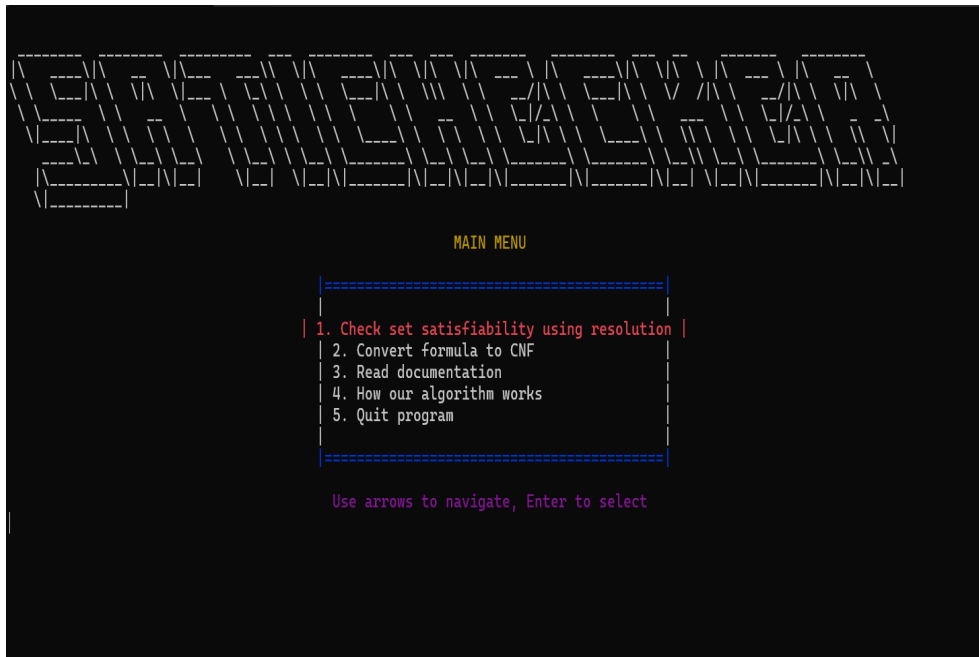 SATICHECKER
MAIN MENU
1. Check set satisfiability using resolution
2. Convert formula to CNF
3. Read documentation
4. How our algorithm works
5. Quit program
Use arrows to navigate, Enter to select